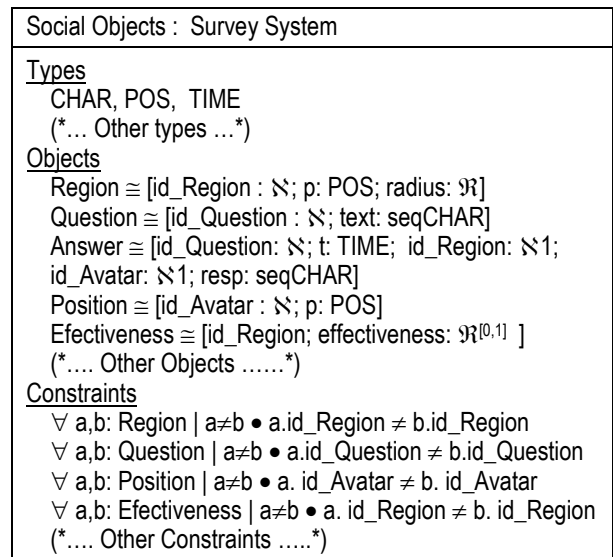 Social Objects :  Survey System
Types
CHAR, POS,  TIME
(*… Other types …*)
Objects
Region ≅ [id_Region : ℵ; p: POS; radius: ℜ]
Question ≅ [id_Question : ℵ; text: seqCHAR]
Answer ≅ [id_Question: ℵ; t: TIME;  id_Region: ℵ1;
id_Avatar: ℵ1; resp: seqCHAR]
Position ≅ [id_Avatar : ℵ; p: POS]
Efectiveness ≅ [id_Region; effectiveness: ℜ[0,1]  ]
(*…. Other Objects ……*)
Constraints
∀ a,b: Region | a≠b • a.id_Region ≠ b.id_Region
∀ a,b: Question | a≠b • a.id_Question ≠ b.id_Question
∀ a,b: Position | a≠b • a. id_Avatar ≠ b. id_Avatar
∀ a,b: Efectiveness | a≠b • a. id_Region ≠ b. id_Region
(*…. Other Constraints …..*)